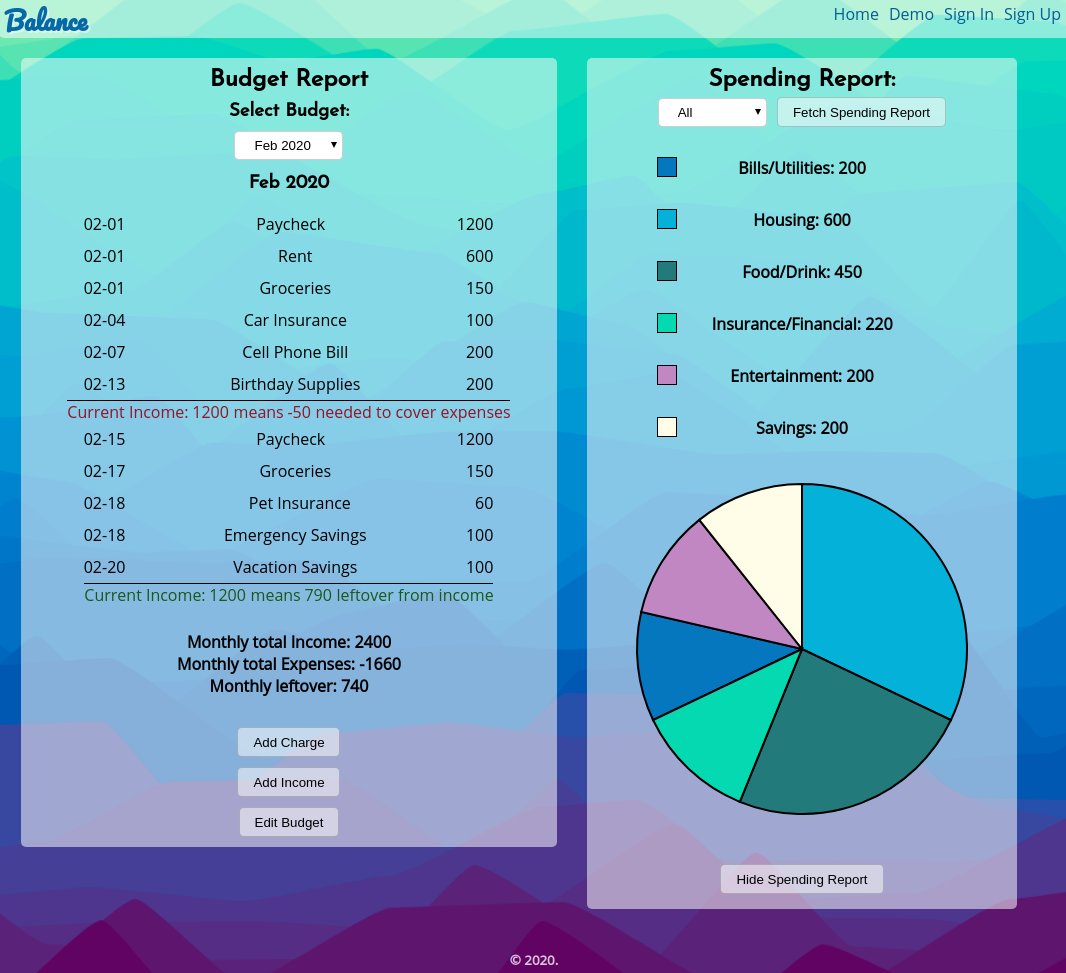 Balance
Home Demo Sign In Sign Up
Budget Report
Select Budget:
Feb 2020
Feb 2020
02-01 Paycheck 1200
02-01 Rent 600
02-01 Groceries 150
02-04 Car Insurance 100
02-07 Cell Phone Bill 200
02-13 Birthday Supplies 200
Current Income: 1200 means -50 needed to cover expenses
02-15 Paycheck 1200
02-17 Groceries 150
02-18 Pet Insurance 60
02-18 Emergency Savings 100
02-20 Vacation Savings 100
Current Income: 1200 means 790 leftover from income
Monthly total Income: 2400
Monthly total Expenses: -1660
Monthly leftover: 740
Add Charge
Add Income
Edit Budget
Spending Report:
All Fetch Spending Report
Bills/Utilities: 200
Housing: 600
Food/Drink: 450
Insurance/Financial: 220
Entertainment: 200
Savings: 200
Hide Spending Report
© 2020.